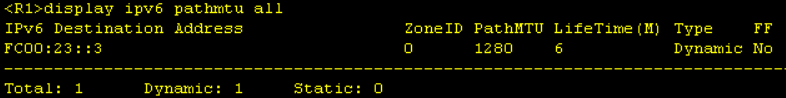 <R1>display ipv6 pathmtu all
IPv6 Destination Address ZoneID PathMTU LifeTime(M) Type FF
FC00:23::3 0 1280 6 Dynamic No
--------------------------------------------------------------------------------
Total: 1 Dynamic: 1 Static: 0